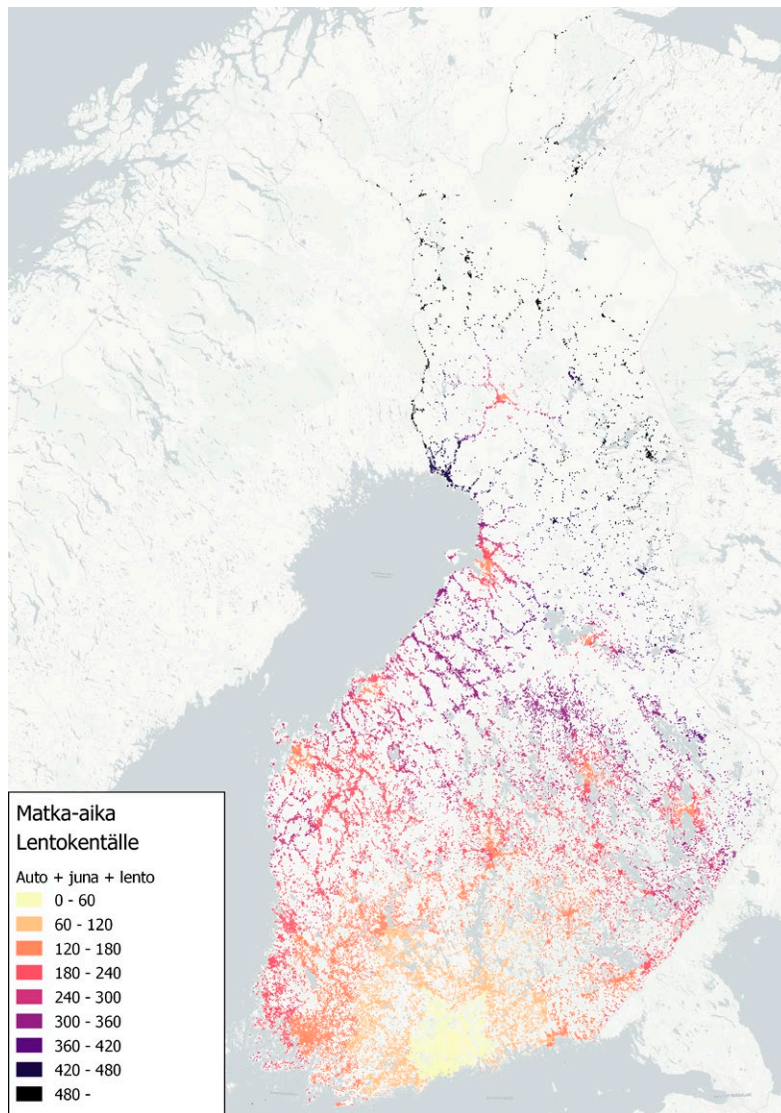 Matka-aika
Lentokentälle
Auto + juna + lento
0 - 60
60 - 120
120 - 180
180 - 240
240 - 300
300 - 360
360 - 420
420 - 480
480 -